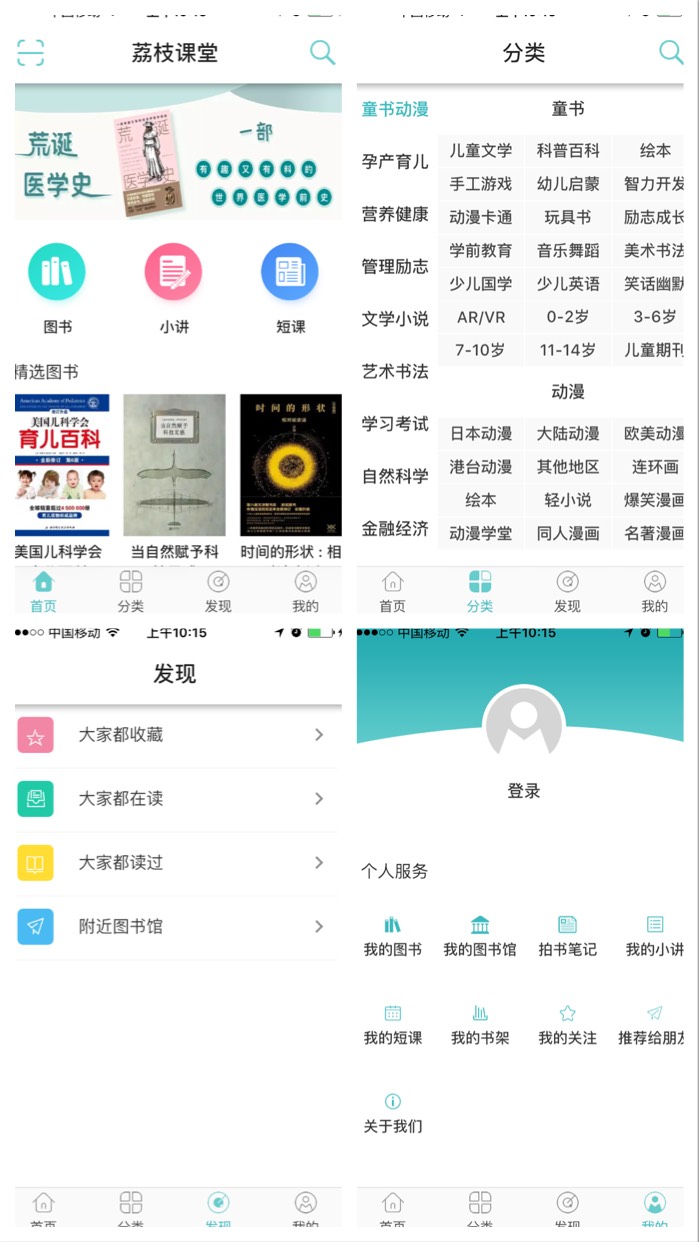 荔枝课堂
荒诞
医学史
荒诞
医学史
一部
有趣又有科的
世界医学前史
图书
小讲
短课
精选图书
American Academy of Pediatrics
美国儿科学会
育儿百科
当自然赋予
科技灵感
时间的形状
相对论史话
美国儿科学会
当自然赋予科
时间的形状：相
首页
分类
发现
我的
分类
童书动漫
孕产育儿
营养健康
管理励志
文学小说
艺术书法
学习考试
自然科学
金融经济
童书
儿童文学 科普百科 绘本
手工游戏 幼儿启蒙 智力开发
动漫卡通 玩具书 励志成长
学前教育 音乐舞蹈 美术书法
少儿国学 少儿英语 笑话幽默
AR/VR 0-2岁 3-6岁
7-10岁 11-14岁 儿童期刊
动漫
日本动漫 大陆动漫 欧美动漫
港台动漫 其他地区 连环画
绘本 轻小说 爆笑漫画
动漫学堂 同人漫画 名著漫画
首页
分类
发现
我的
中国移动 上午10:15
发现
大家都收藏
大家都在读
大家都读过
附近图书馆
首页
分类
发现
我的
中国移动 上午10:15
登录
个人服务
我的图书 我的图书馆 拍书笔记 我的小讲
我的短课 我的书架 我的关注 推荐给朋友
关于我们
首页
分类
发现
我的